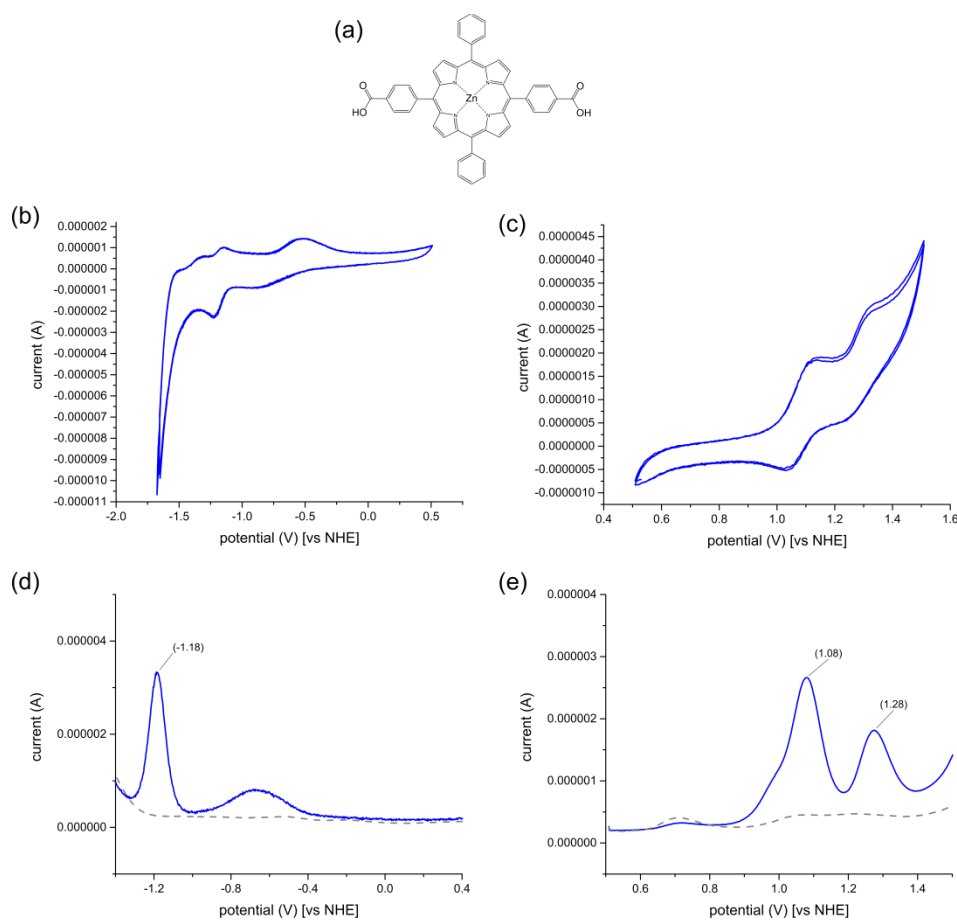 (a)
O
HO
N
N
Zn
N
N
O
OH
(b)
0.000002
0.000001
0.000000
-0.000001
-0.000002
-0.000003
-0.000004
-0.000005
-0.000006
-0.000007
-0.000008
-0.000009
-0.000010
-0.000011
current (A)
-2.0 -1.5 -1.0 -0.5 0.0 0.5
potential (V) [vs NHE]
(c)
0.0000045
0.0000040
0.0000035
0.0000030
0.0000025
0.0000020
0.0000015
0.0000010
0.0000005
0.0000000
-0.0000005
-0.0000010
current (A)
0.4 0.6 0.8 1.0 1.2 1.4 1.6
potential (V) [vs NHE]
(d)
(-1.18)
0.000004
0.000002
0.000000
current (A)
-1.2 -0.8 -0.4 0.0 0.4
potential (V) [vs NHE]
(e)
(1.08)
(1.28)
0.000004
0.000003
0.000002
0.000001
0.000000
current (A)
0.6 0.8 1.0 1.2 1.4
potential (V) [vs NHE]